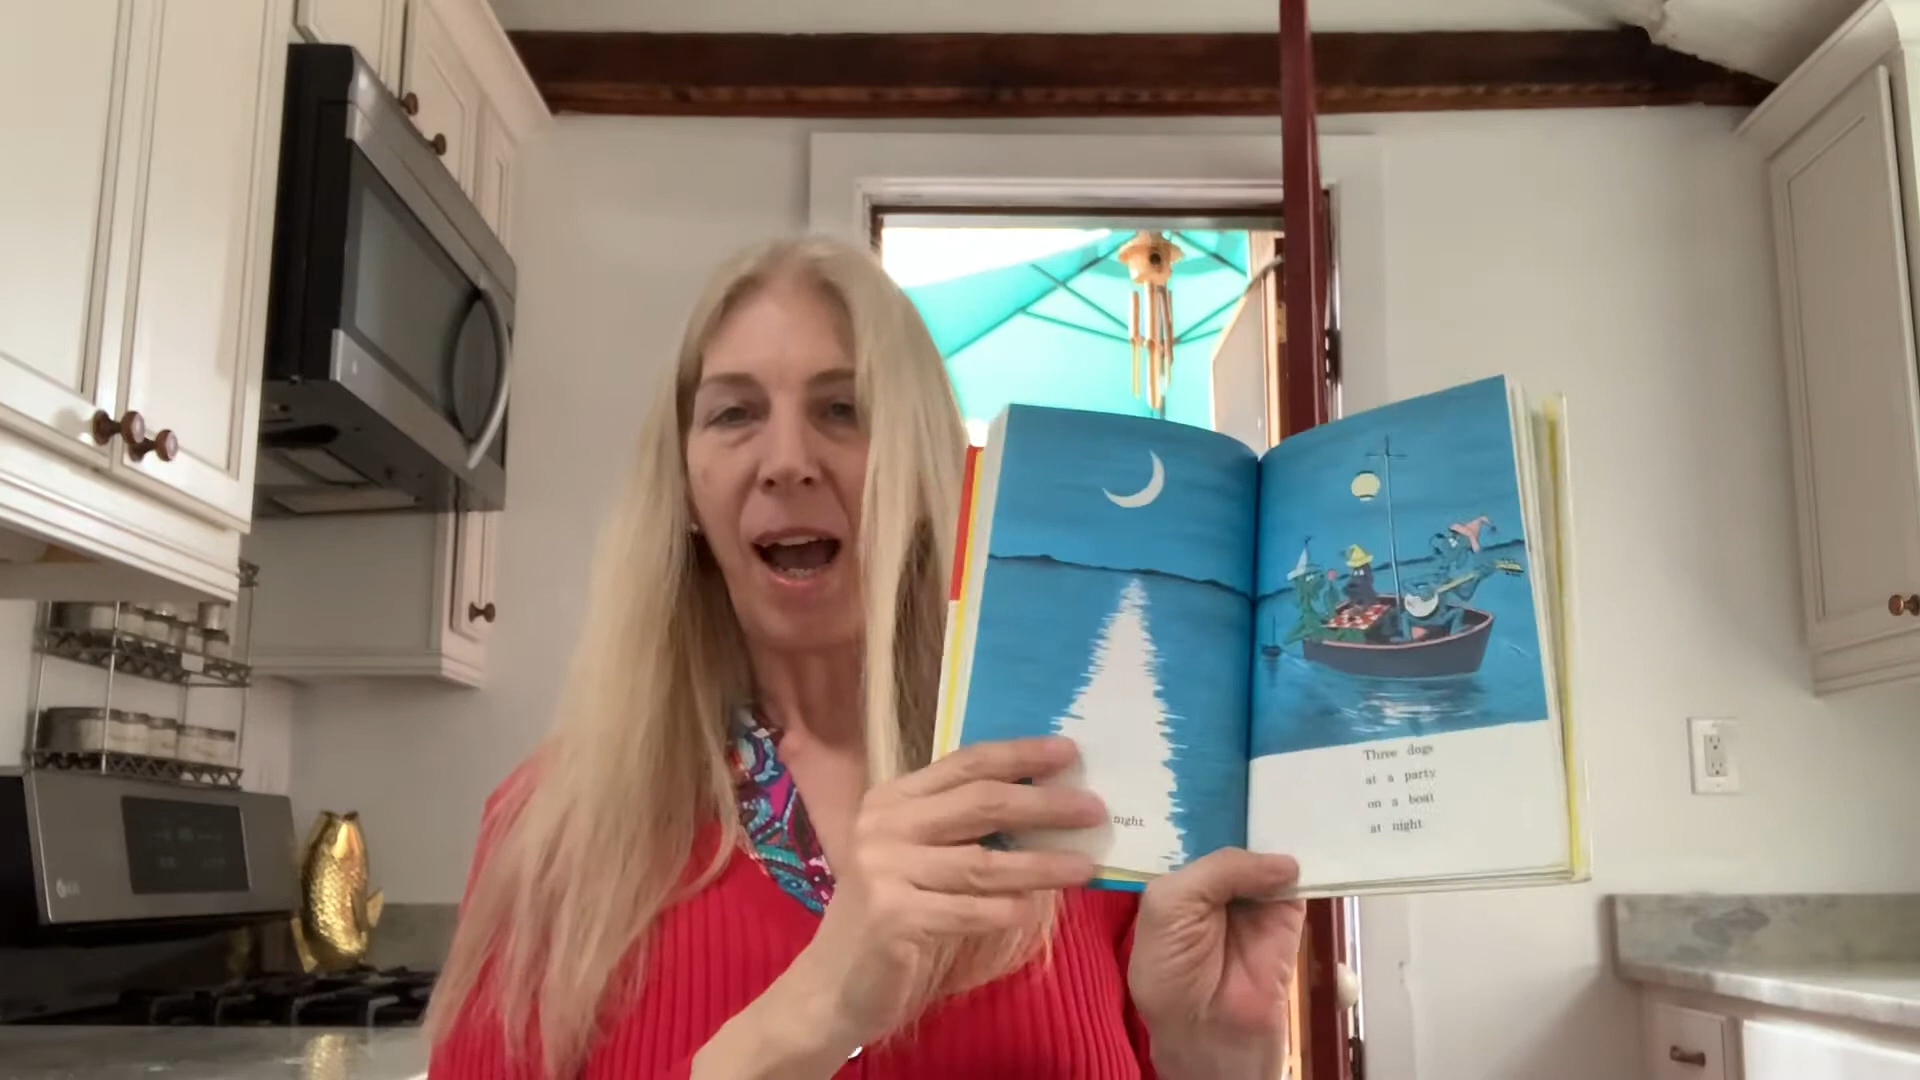 night.
Three dogs
at a party
on a boat
at night.